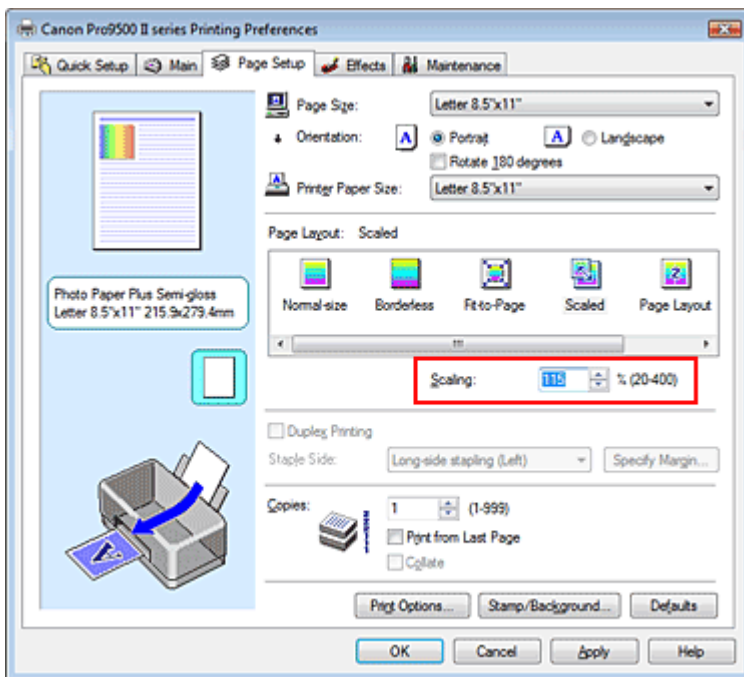 Canon Pro9500 II series Printing Preferences
Quick Setup Main Page Setup Effects Maintenance
Page Size: Letter 8.5"x11"
Orientation: A Portrait A Landscape
Rotate 180 degrees
Printer Paper Size: Letter 8.5"x11"
Page Layout: Scaled
Normal-size Borderless Fit-to-Page Scaled Page Layout
Photo Paper Plus Semi-gloss
Letter 8.5"x11" 215.9x279.4mm
Scaling: 115 % (20-400)
Duplex Printing
Staple Side: Long-side stapling (Left) Specify Margin...
Copies: 1 (1-999)
Print from Last Page
Collate
A
Print Options... Stamp/Background... Defaults
OK Cancel Apply Help